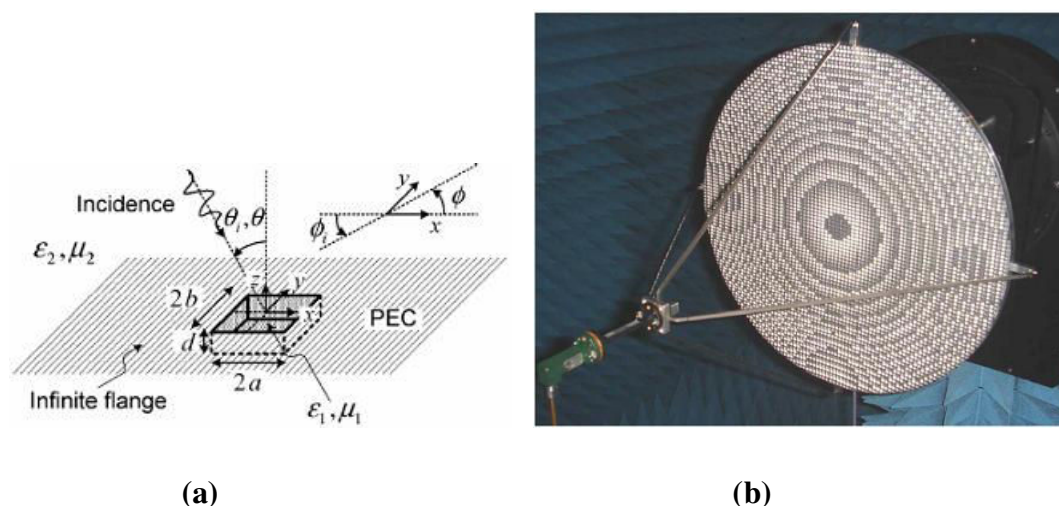 Incidence
θᵢ, θ
ϕ
y
x
ϕᵢ
ε₂, μ₂
z
y
x
2b
PEC
d
2a
Infinite flange
ε₁, μ₁
(a)
(b)